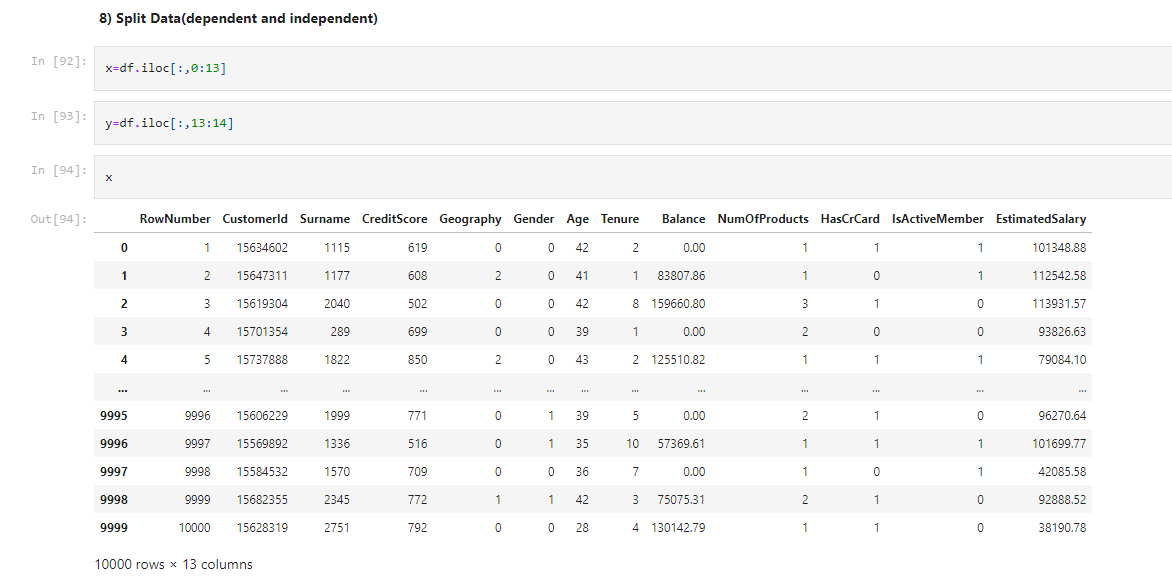 8) Split Data(dependent and independent)
In [92]: x=df.iloc[:,0:13]
In [93]: y=df.iloc[:,13:14]
In [94]: x
Out[94]: RowNumber CustomerId Surname CreditScore Geography Gender Age Tenure Balance NumOfProducts HasCrCard IsActiveMember EstimatedSalary
0 1 15634602 1115 619 0 0 42 2 0.00 1 1 1 101348.88
1 2 15647311 1177 608 2 0 41 1 83807.86 1 0 1 112542.58
2 3 15619304 2040 502 0 0 42 8 159660.80 3 1 0 113931.57
3 4 15701354 289 699 0 0 39 1 0.00 2 0 0 93826.63
4 5 15737888 1822 850 2 0 43 2 125510.82 1 1 1 79084.10
... ... ... ... ... ... ... ... ... ... ... ... ... ...
9995 9996 15606229 1999 771 0 1 39 5 0.00 2 1 0 96270.64
9996 9997 15569892 1336 516 0 1 35 10 57369.61 1 1 1 101699.77
9997 9998 15584532 1570 709 0 0 36 7 0.00 1 0 1 42085.58
9998 9999 15682355 2345 772 1 1 42 3 75075.31 2 1 0 92888.52
9999 10000 15628319 2751 792 0 0 28 4 130142.79 1 1 0 38190.78
10000 rows × 13 columns